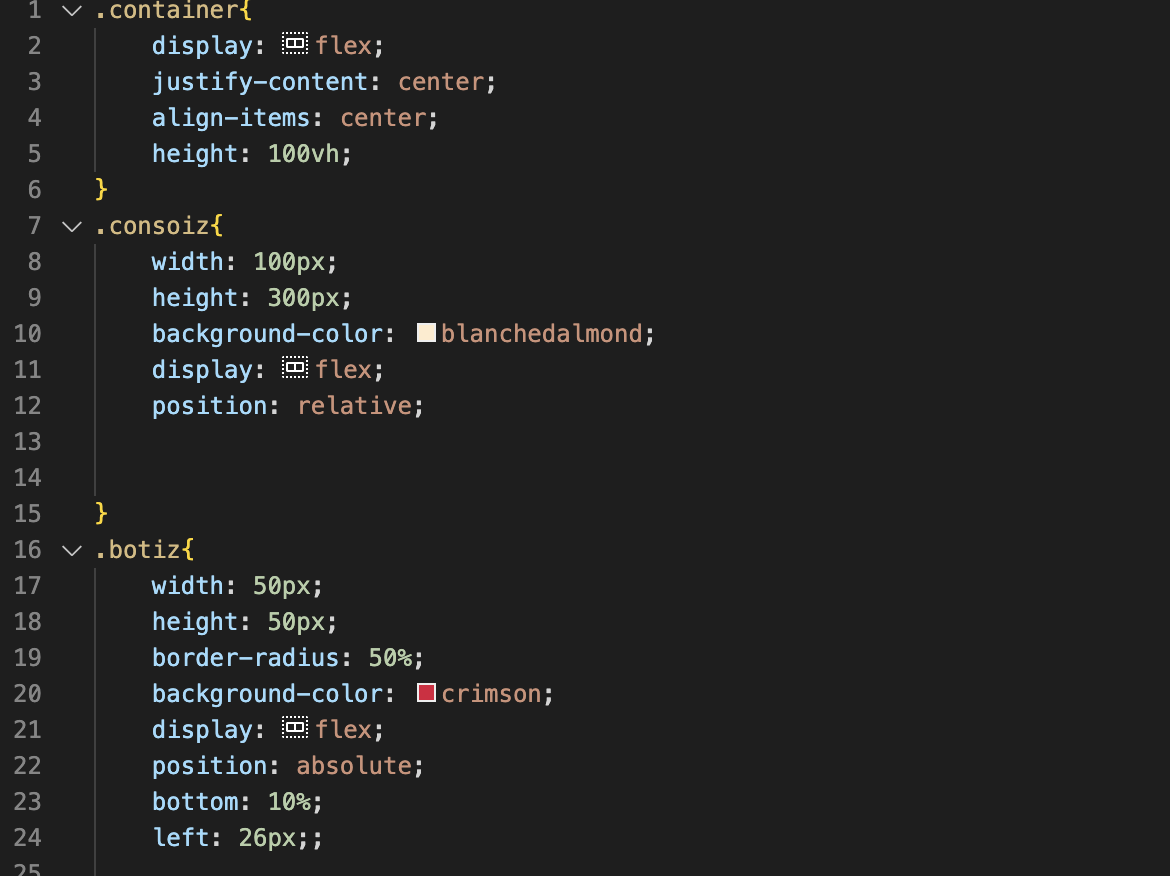 1 .container{
2 display: flex;
3 justify-content: center;
4 align-items: center;
5 height: 100vh;
6 }
7 .consoiz{
8 width: 100px;
9 height: 300px;
10 background-color: blanchedalmond;
11 display: flex;
12 position: relative;
13
14
15 }
16 .botiz{
17 width: 50px;
18 height: 50px;
19 border-radius: 50%;
20 background-color: crimson;
21 display: flex;
22 position: absolute;
23 bottom: 10%;
24 left: 26px;;
25